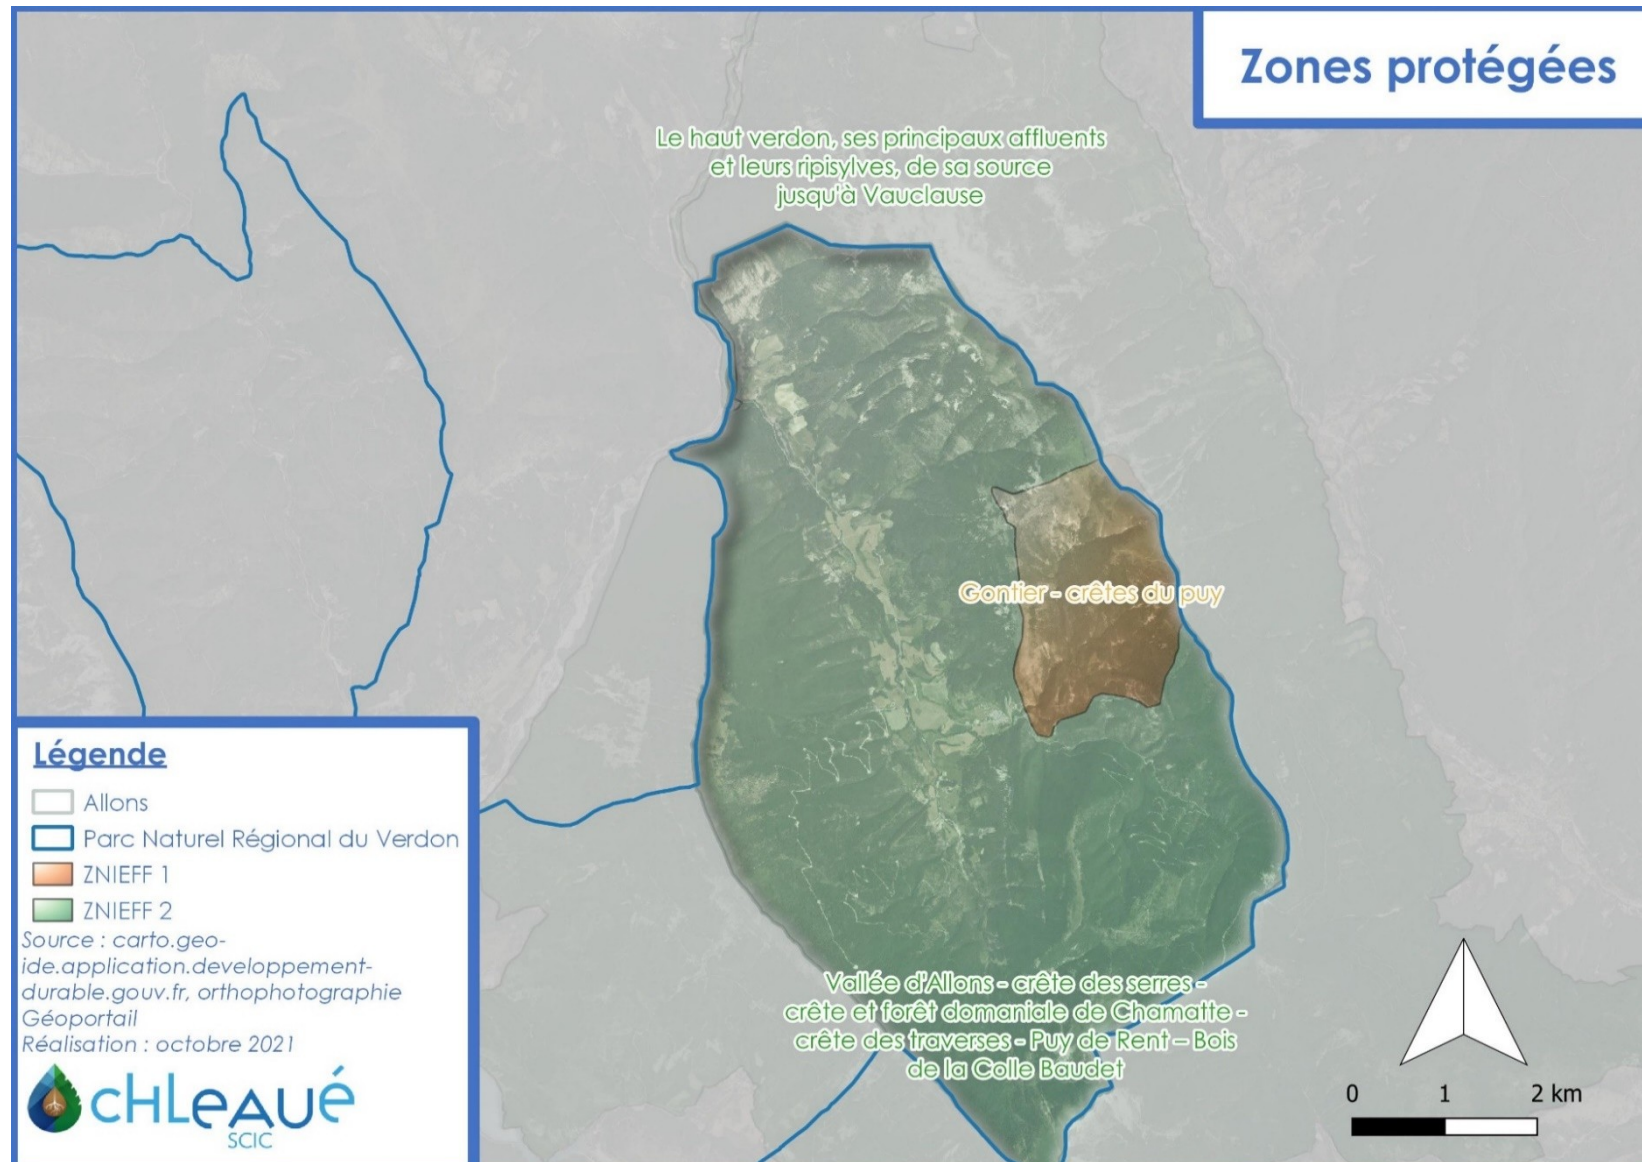 Zones protégées
Le haut verdon, ses principaux affluents
et leurs ripisylves, de sa source
jusqu'à Vauclause
Gontier - crêtes du puy
Vallée d'Allons - crête des serres -
crête et forêt domaniale de Chamatte -
crête des traverses - Puy de Rent – Bois
de la Colle Baudet
Légende
Allons
Parc Naturel Régional du Verdon
ZNIEFF 1
ZNIEFF 2
Source : carto.geo-
ide.application.developpement-
durable.gouv.fr, orthophotographie
Géoportail
Réalisation : octobre 2021
CHLeAUé
SCIC
0 1 2 km